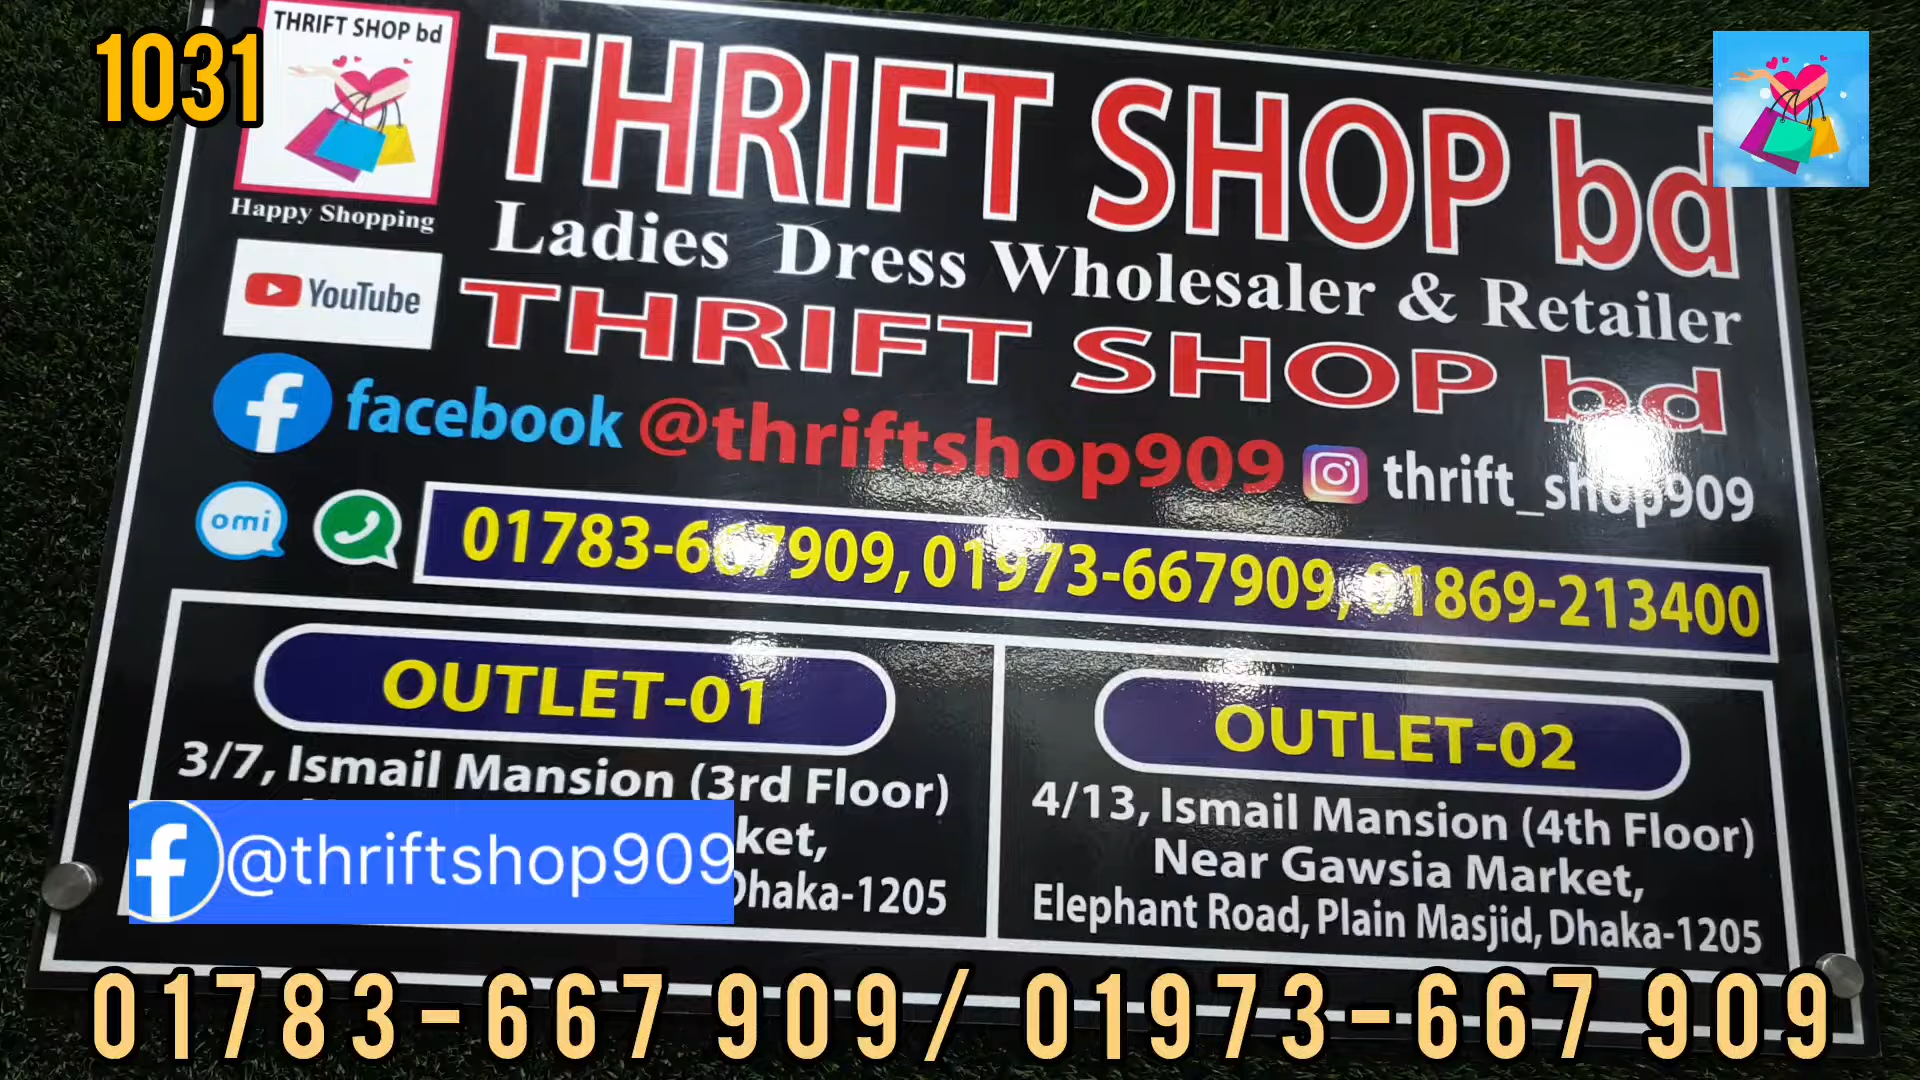 1031
THRIFT SHOP bd
Happy Shopping
THRIFT SHOP bd
Ladies Dress Wholesaler & Retailer
YouTube
THRIFT SHOP bd
facebook @thriftshop909
thrift_shop909
omi
01783-667909, 01973-667909, 01869-213400
OUTLET-01
3/7, Ismail Mansion (3rd Floor)
Dhaka-1205
@thriftshop909
OUTLET-02
4/13, Ismail Mansion (4th Floor)
Near Gawsia Market,
Elephant Road, Plain Masjid, Dhaka-1205
01783-667 909/ 01973-667 909